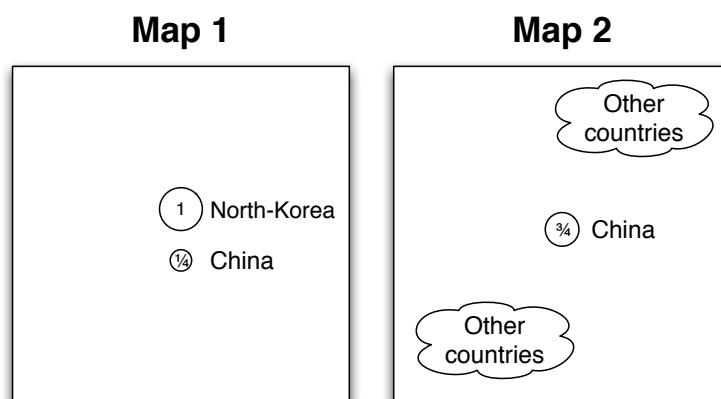 Map 1
1 North-Korea
¼ China
Map 2
Other
countries
¾ China
Other
countries